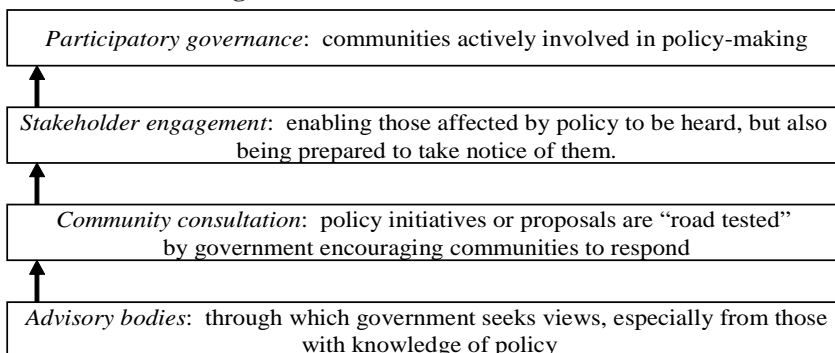 Participatory governance: communities actively involved in policy-making
Stakeholder engagement: enabling those affected by policy to be heard, but also
being prepared to take notice of them.
Community consultation: policy initiatives or proposals are “road tested”
by government encouraging communities to respond
Advisory bodies: through which government seeks views, especially from those
with knowledge of policy